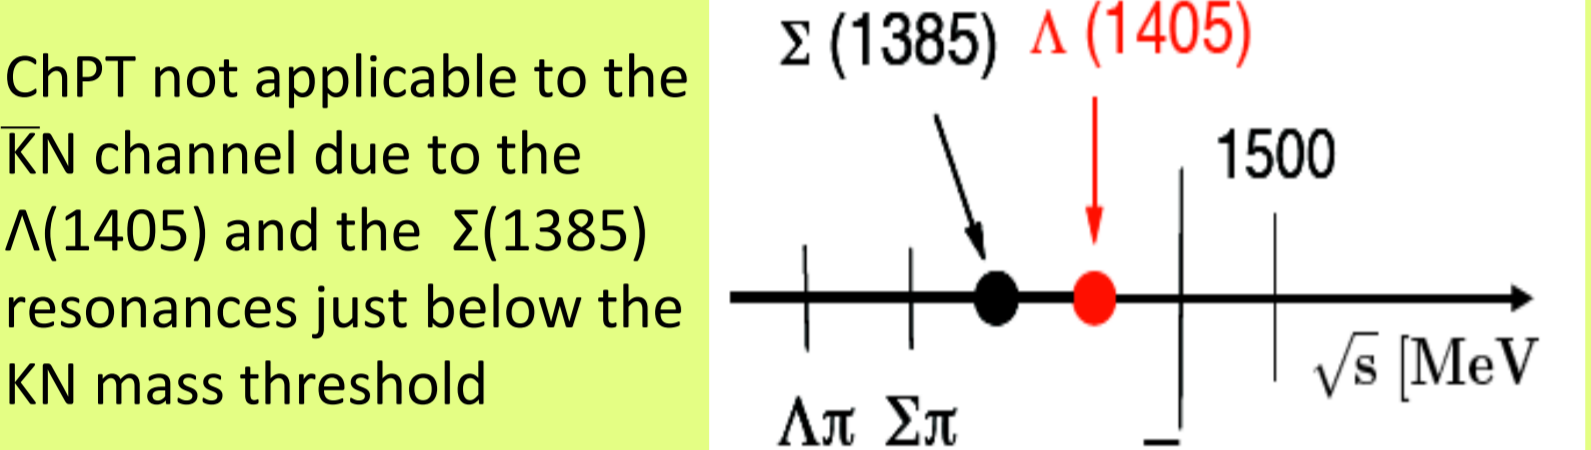 ChPT not applicable to the
K̅N channel due to the
Λ(1405) and the Σ(1385)
resonances just below the
KN mass threshold
Σ (1385) Λ (1405)
1500
√s [MeV
Λπ Σπ